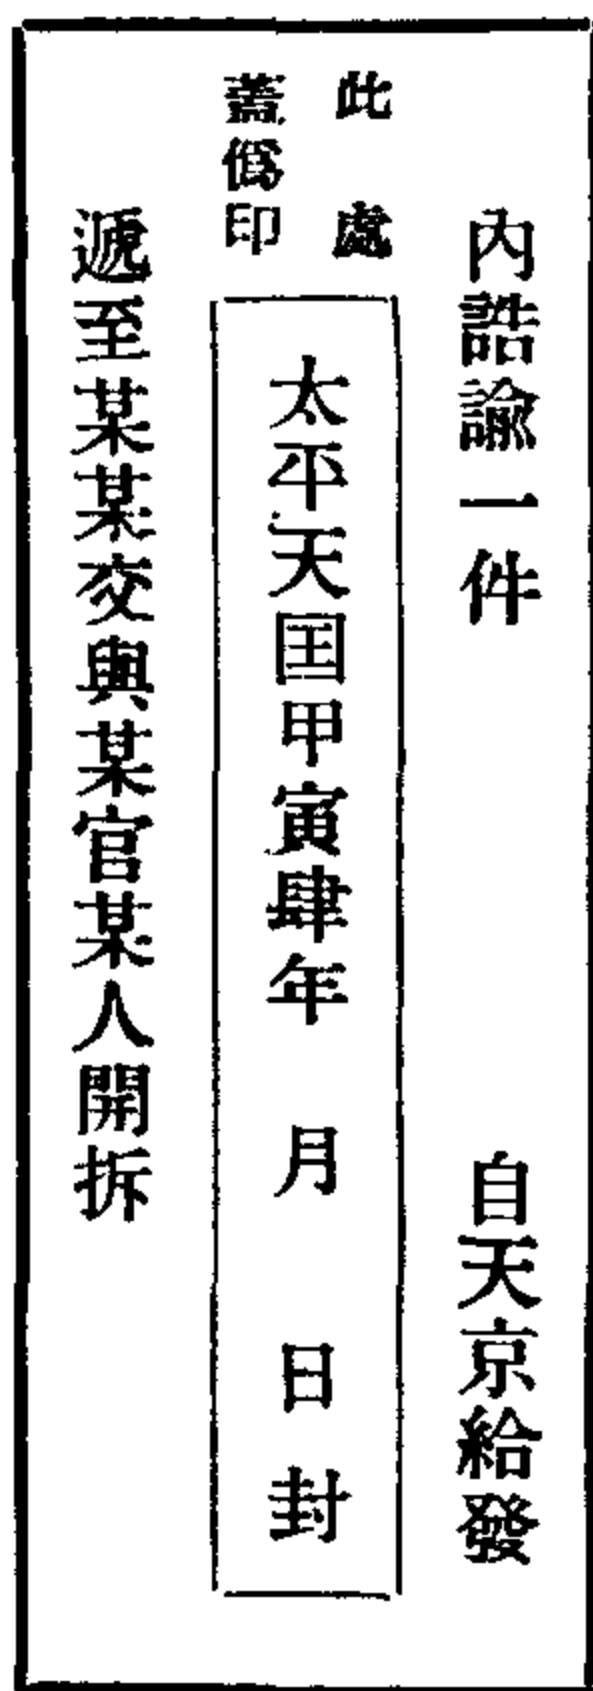 內誥諭一件　自天京給發
此處
蓋僞印
太平天囯甲寅肆年　月　日封
遞至某某交與某官某人開拆